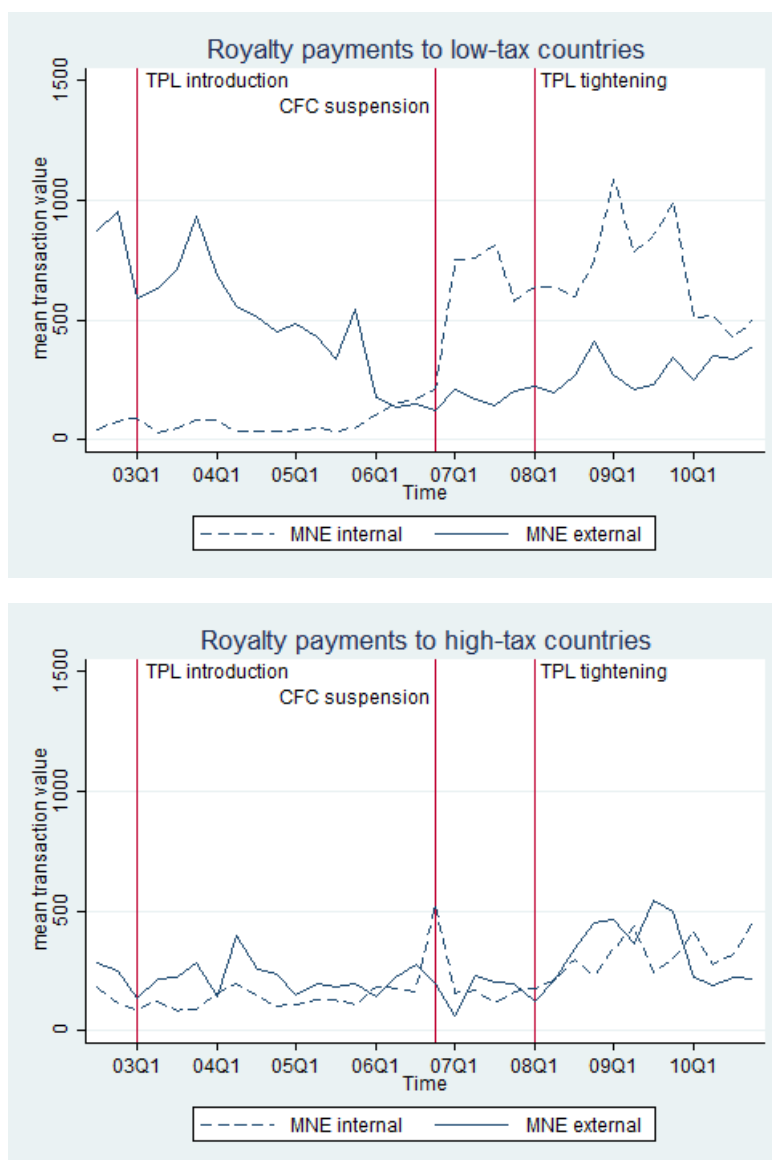 Royalty payments to low-tax countries
TPL introduction
TPL tightening
CFC suspension
mean transaction value
1500
1000
500
0
03Q1 04Q1 05Q1 06Q1 07Q1 08Q1 09Q1 10Q1
Time
MNE internal MNE external
Royalty payments to high-tax countries
TPL introduction
TPL tightening
CFC suspension
mean transaction value
1500
1000
500
0
03Q1 04Q1 05Q1 06Q1 07Q1 08Q1 09Q1 10Q1
Time
MNE internal MNE external